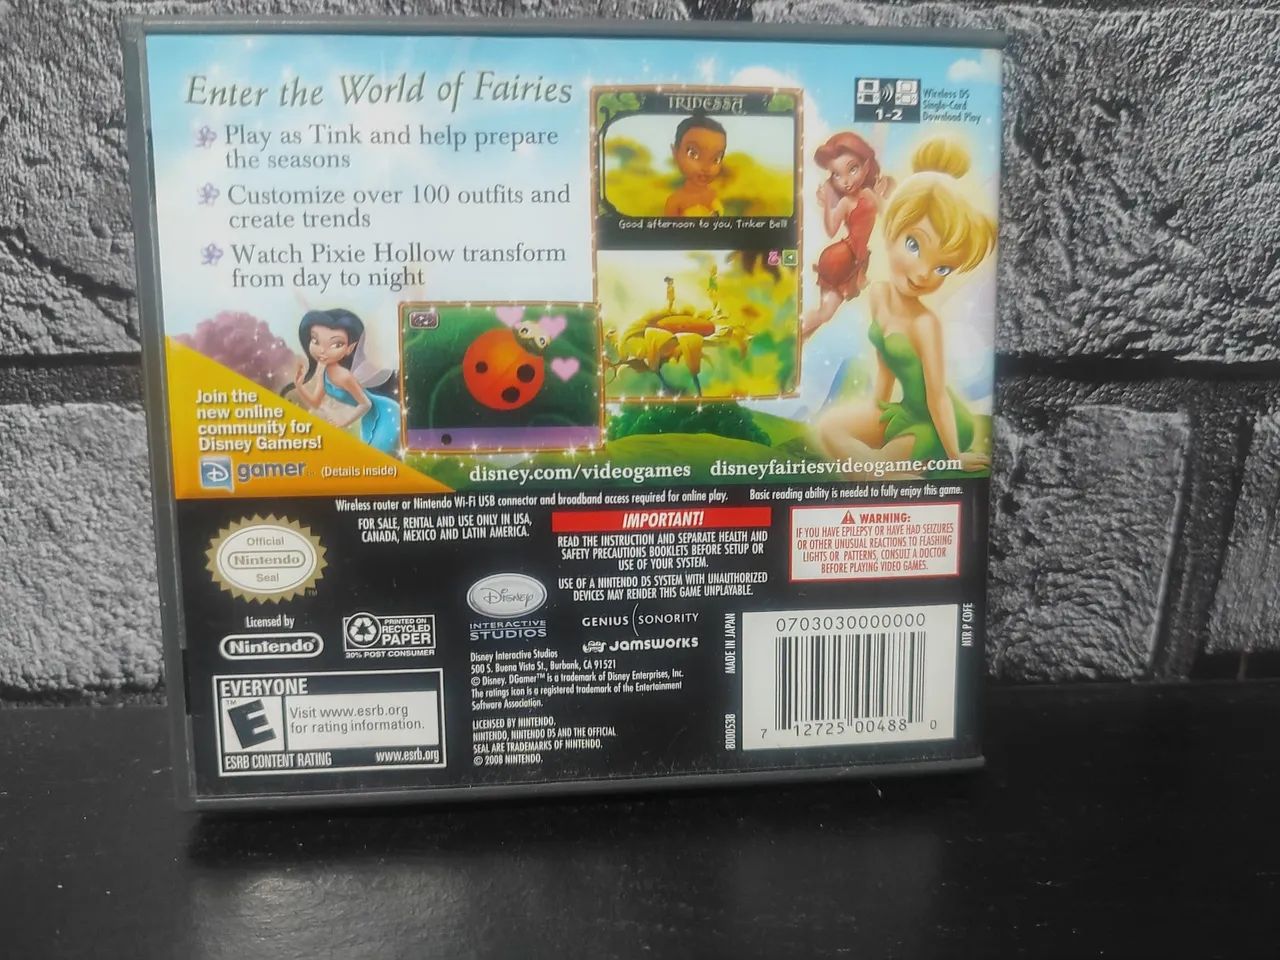 Enter the World of Fairies
Play as Tink and help prepare
the seasons
Customize over 100 outfits and
create trends
Watch Pixie Hollow transform
from day to night
IRIDESSA
Good afternoon to you, Tinker Bell
1-2
Wireless DS
Single-Card
Download Play
Join the
new online
community for
Disney Gamers!
D gamer™ (Details inside)
disney.com/videogames disneyfairiesvideogame.com
Wireless router or Nintendo Wi-Fi USB connector and broadband access required for online play. Basic reading ability is needed to fully enjoy this game.
FOR SALE, RENTAL AND USE ONLY IN USA,
CANADA, MEXICO AND LATIN AMERICA.
IMPORTANT!
READ THE INSTRUCTION AND SEPARATE HEALTH AND
SAFETY PRECAUTIONS BOOKLETS BEFORE SETUP OR
USE OF YOUR SYSTEM.
USE OF A NINTENDO DS SYSTEM WITH UNAUTHORIZED
DEVICES MAY RENDER THIS GAME UNPLAYABLE.
WARNING:
IF YOU HAVE EPILEPSY OR HAVE HAD SEIZURES
OR OTHER UNUSUAL REACTIONS TO FLASHING
LIGHTS OR PATTERNS, CONSULT A DOCTOR
BEFORE PLAYING VIDEO GAMES.
Official
Nintendo
Seal
TM
Licensed by
Nintendo
PRINTED ON
RECYCLED
PAPER
30% POST CONSUMER
EVERYONE
TM
E
Visit www.esrb.org
for rating information.
ESRB CONTENT RATING www.esrb.org
Disney
INTERACTIVE
STUDIOS
GENIUS SONORITY
Jamsworks
Disney Interactive Studios
500 S. Buena Vista St., Burbank, CA 91521
© Disney. DGamer™ is a trademark of Disney Enterprises, Inc.
The ratings icon is a registered trademark of the Entertainment
Software Association.
LICENSED BY NINTENDO.
NINTENDO, NINTENDO DS AND THE OFFICIAL
SEAL ARE TRADEMARKS OF NINTENDO.
© 2008 NINTENDO.
MADE IN JAPAN
8000538
0703030000000
7 12725 00488 0
NTR P CDFE